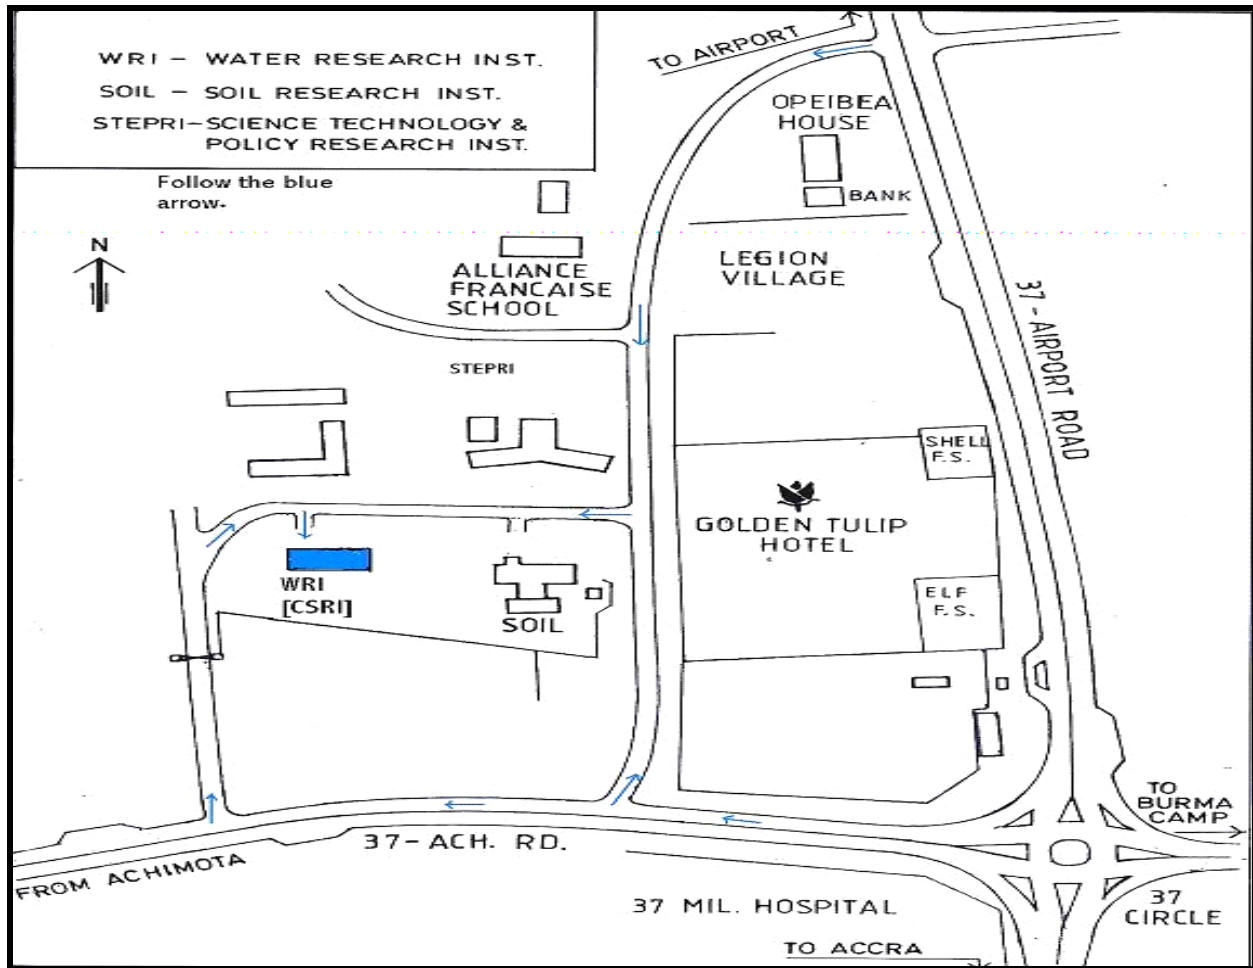 WRI – WATER RESEARCH INST.
SOIL – SOIL RESEARCH INST.
STEPRI–SCIENCE TECHNOLOGY &
POLICY RESEARCH INST.
Follow the blue
arrow.
N
TO AIRPORT
OPEIBEA
HOUSE
BANK
LEGION
VILLAGE
ALLIANCE
FRANCAISE
SCHOOL
37-AIRPORT ROAD
STEPRI
SHELL
F.S.
GOLDEN TULIP
HOTEL
WRI
[CSRI]
SOIL
ELF
F.S.
TO
BURMA
CAMP
37-ACH. RD.
FROM ACHIMOTA
37 MIL. HOSPITAL
37
CIRCLE
TO ACCRA